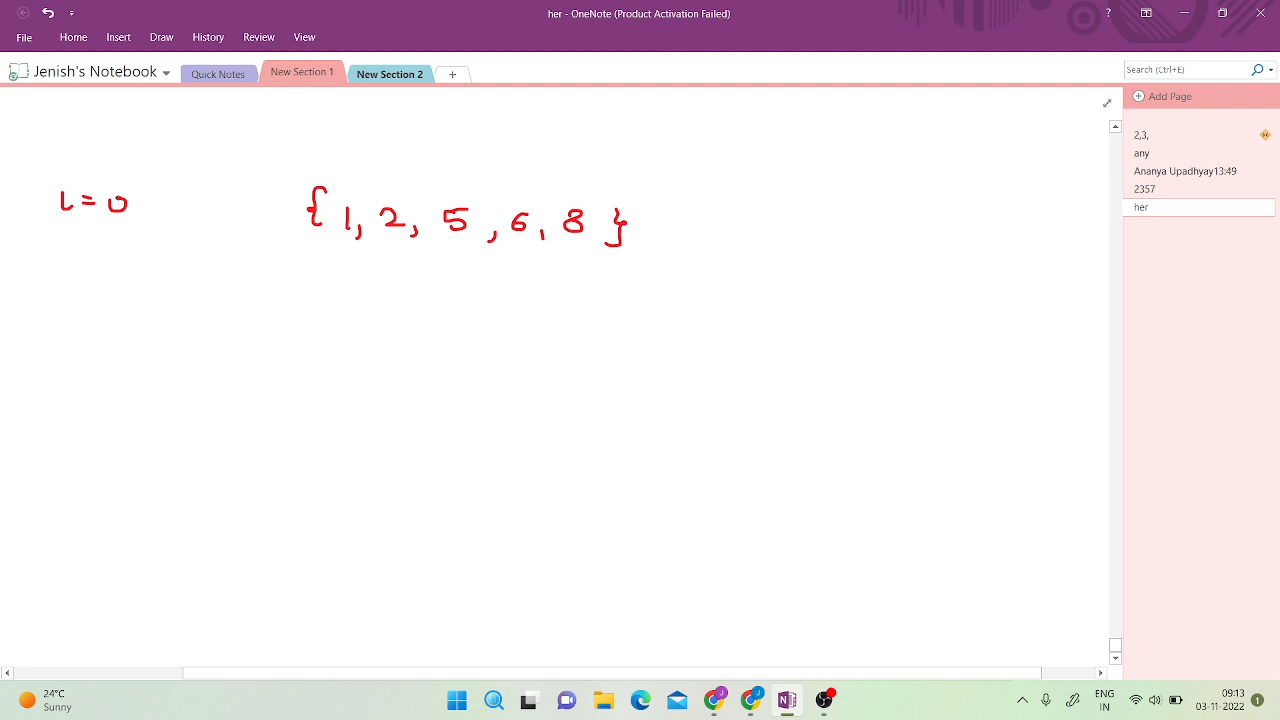 her - OneNote (Product Activation Failed)
?
File Home Insert Draw History Review View
Jenish's Notebook
Quick Notes
New Section 1
New Section 2
+
Search (Ctrl+E)
Add Page
2,3,
any
Ananya Upadhyay13:49
2357
her
i = 0
{ 1, 2, 5, 6, 8 }
24°C
Sunny
ENG
IN
03:13
03-11-2022
1